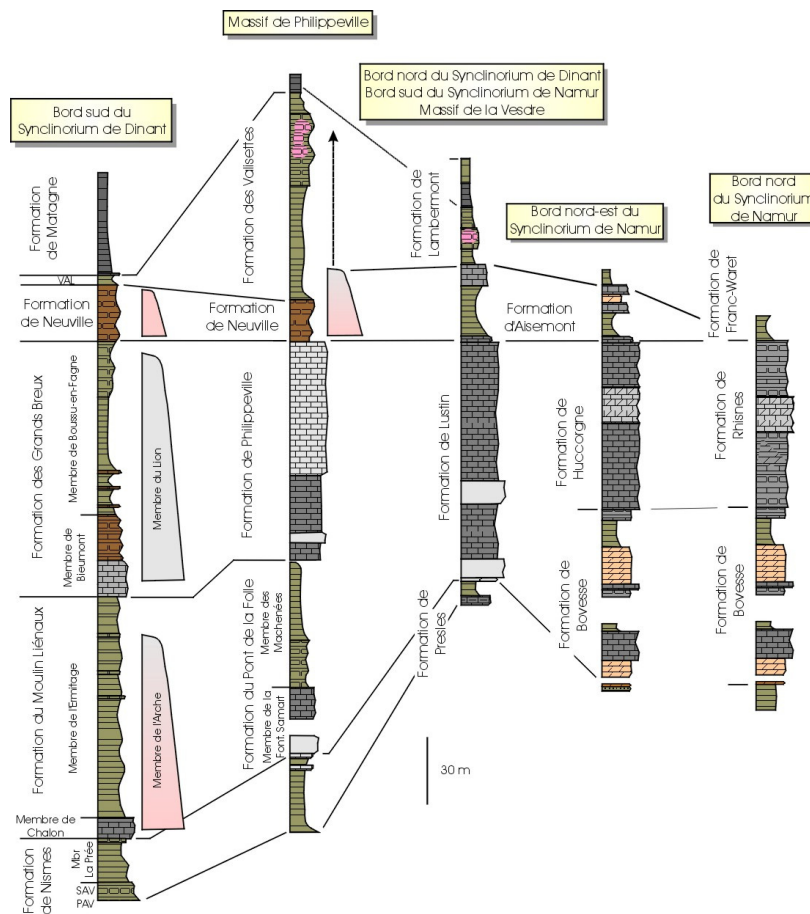 Massif de Philippeville
Bord sud du
Synclinorium de Dinant
Bord nord du Synclinorium de Dinant
Bord sud du Synclinorium de Namur
Massif de la Vesdre
Bord nord-est du
Synclinorium de Namur
Bord nord
du Synclinorium
de Namur
Formation
de Matagne
VAL
Formation
de Neuville
Formation des Grands Breux
Membre de Boussu-en-Fagne
Membre de
Bieumont
Membre du Lion
Formation du Moulin Liénaux
Membre de l'Ermitage
Membre de l'Arche
Membre de
Chalon
Formation
de Nismes
Mbr
La Prée
SAV
PAV
Formation des Valisettes
Formation
de Neuville
Formation de Philippeville
Formation du Pont de la Folle
Membre des
Machenées
Membre de la
Font. Samart
Formation de
Lambermont
Formation
d'Aisemont
Formation de Lustin
Formation de
Presles
30 m
Formation de
Huccorgne
Formation de
Bovesse
Formation de
Franc-Waret
Formation de
Rhisnes
Formation de
Bovesse